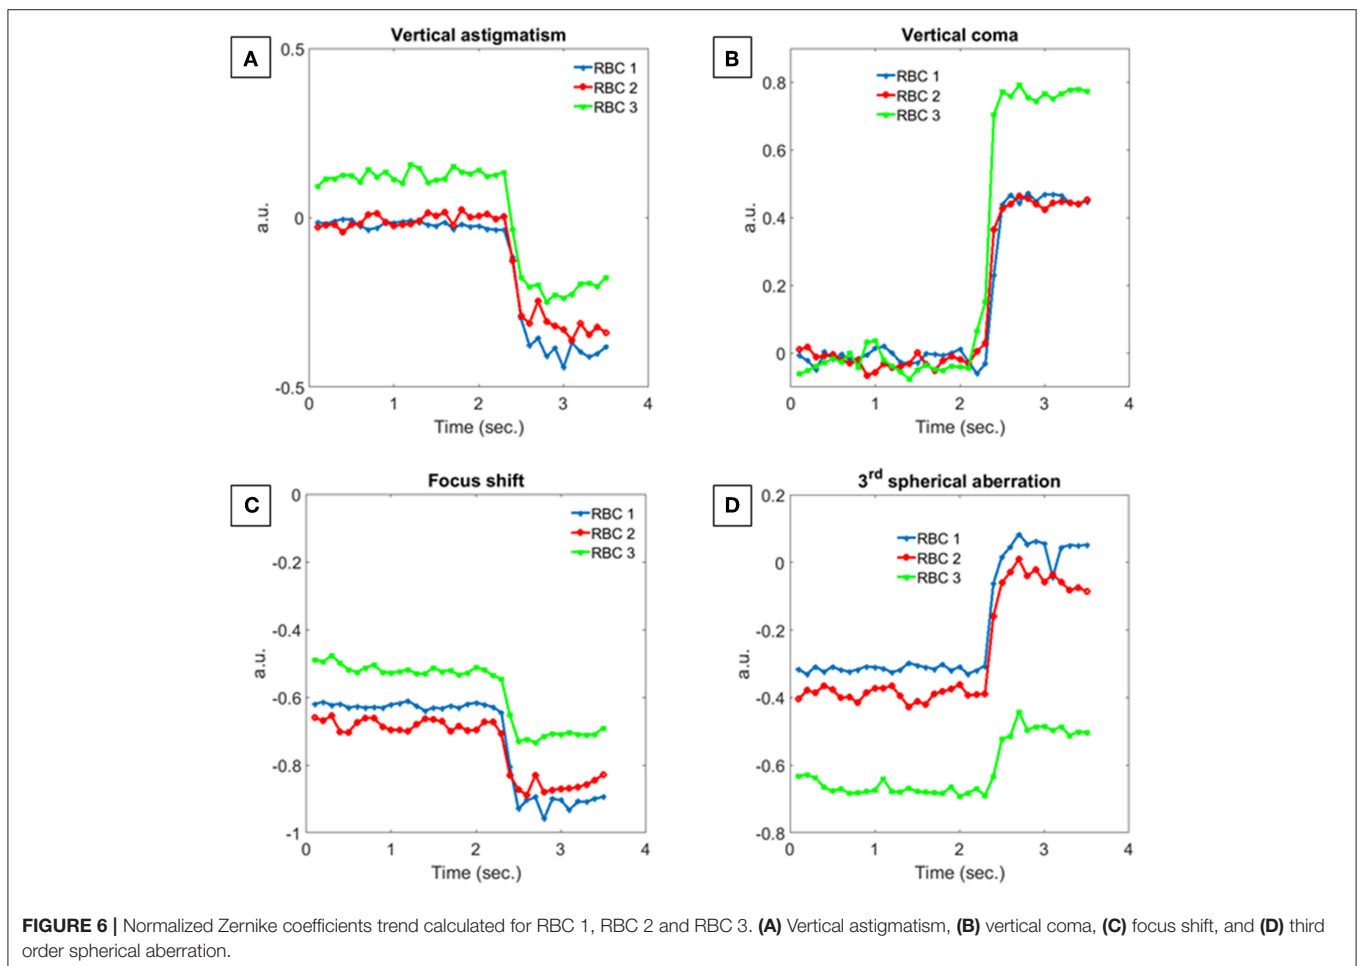 A
Vertical astigmatism
0.5
0
-0.5
a.u.
RBC 1
RBC 2
RBC 3
0 1 2 3 4
Time (sec.)
B
Vertical coma
0.8
0.6
0.4
0.2
0
a.u.
RBC 1
RBC 2
RBC 3
0 1 2 3 4
Time (sec.)
C
Focus shift
0
-0.2
-0.4
-0.6
-0.8
-1
a.u.
RBC 1
RBC 2
RBC 3
0 1 2 3 4
Time (sec.)
D
3rd spherical aberration
0.2
0
-0.2
-0.4
-0.6
-0.8
a.u.
RBC 1
RBC 2
RBC 3
0 1 2 3 4
Time (sec.)
FIGURE 6 | Normalized Zernike coefficients trend calculated for RBC 1, RBC 2 and RBC 3. (A) Vertical astigmatism, (B) vertical coma, (C) focus shift, and (D) third
order spherical aberration.